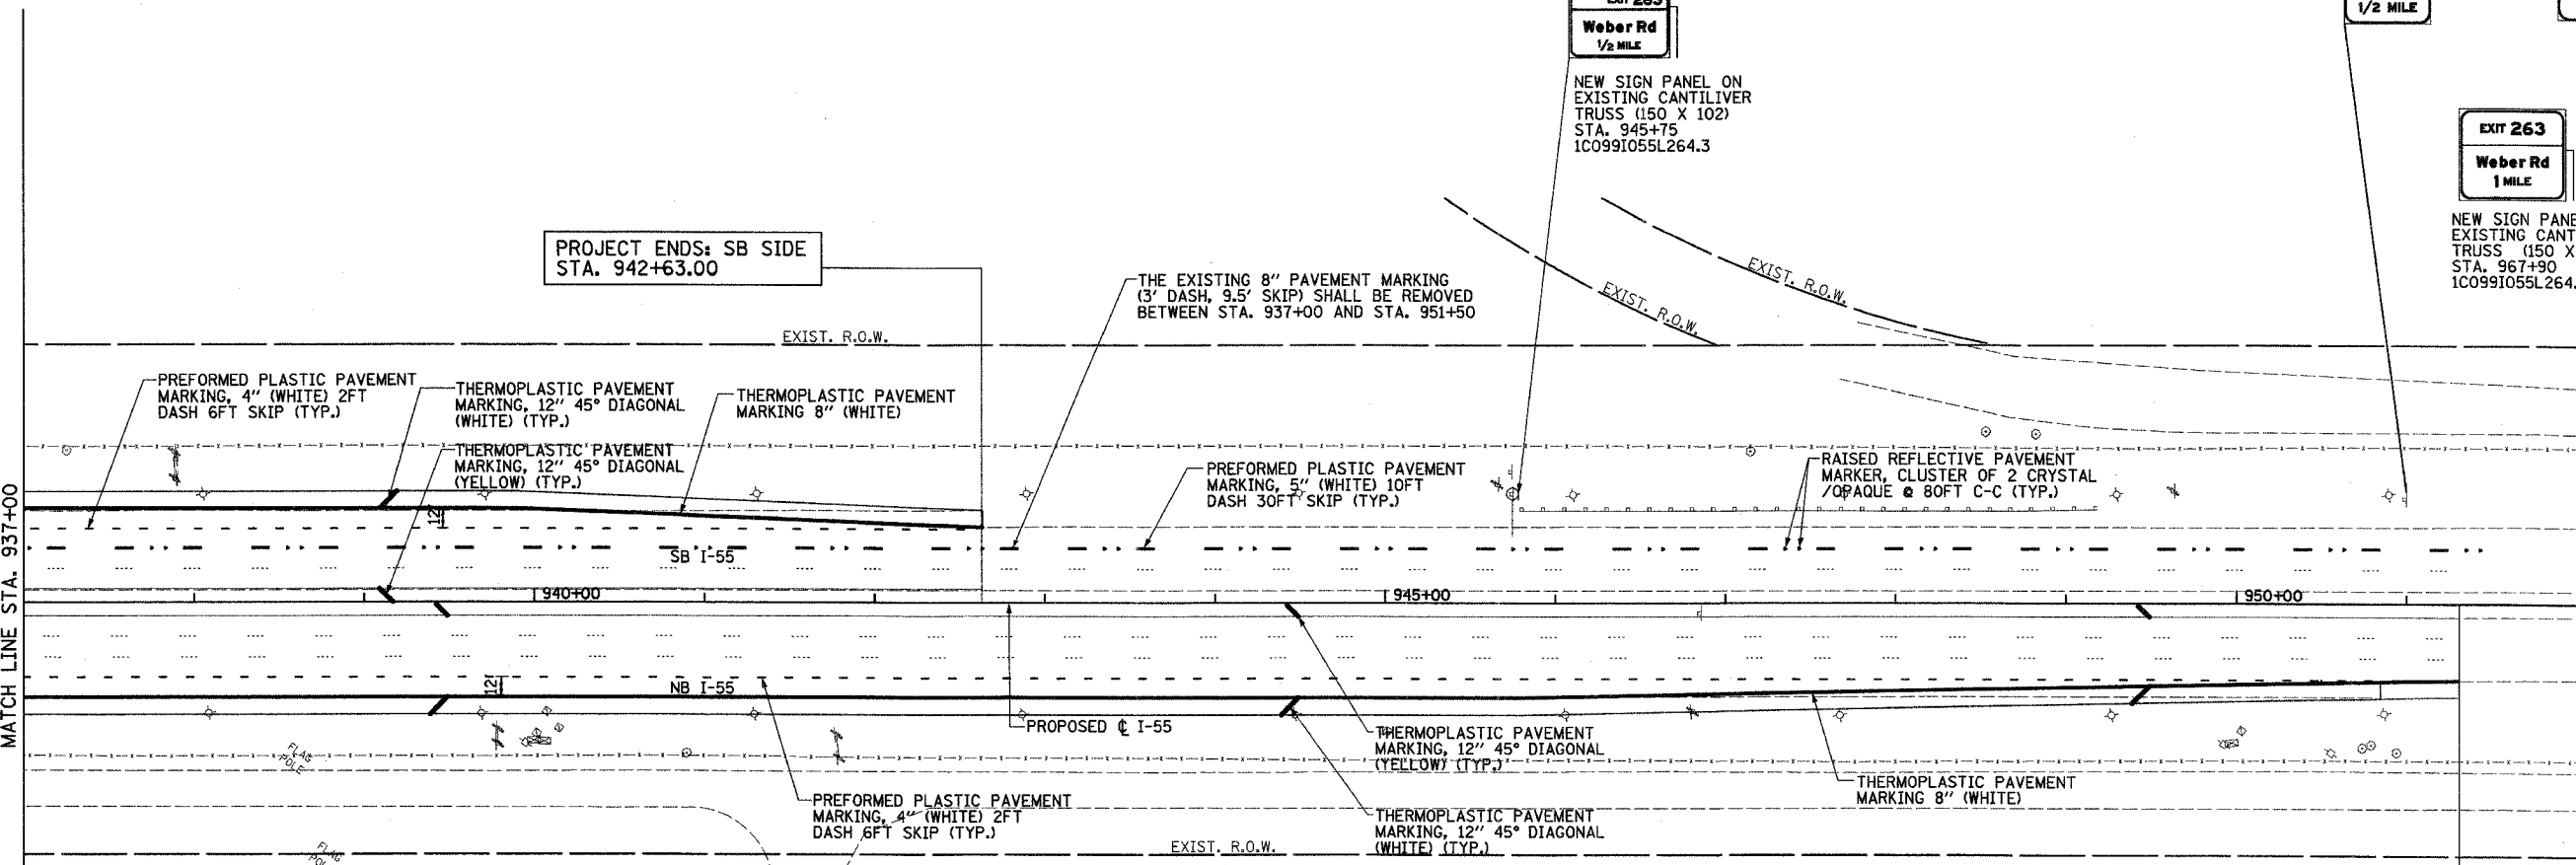 EXIT 263
Weber Rd
1/2 MILE
1/2 MILE
NEW SIGN PANEL ON
EXISTING CANTILIVER
TRUSS (150 X 102)
STA. 945+75
1C099I055L264.3
EXIT 263
Weber Rd
1 MILE
NEW SIGN PANE
EXISTING CANT
TRUSS (150 X
STA. 967+90
1C099I055L264.
PROJECT ENDS: SB SIDE
STA. 942+63.00
THE EXISTING 8" PAVEMENT MARKING
(3' DASH, 9.5' SKIP) SHALL BE REMOVED
BETWEEN STA. 937+00 AND STA. 951+50
EXIST. R.O.W.
EXIST. R.O.W.
EXIST. R.O.W.
PREFORMED PLASTIC PAVEMENT
MARKING, 4" (WHITE) 2FT
DASH 6FT SKIP (TYP.)
THERMOPLASTIC PAVEMENT
MARKING, 12" 45° DIAGONAL
(WHITE) (TYP.)
THERMOPLASTIC PAVEMENT
MARKING 8" (WHITE)
THERMOPLASTIC PAVEMENT
MARKING, 12" 45° DIAGONAL
(YELLOW) (TYP.)
PREFORMED PLASTIC PAVEMENT
MARKING, 5" (WHITE) 10FT
DASH 30FT SKIP (TYP.)
RAISED REFLECTIVE PAVEMENT
MARKER, CLUSTER OF 2 CRYSTAL
/OPAQUE @ 80FT C-C (TYP.)
MATCH LINE STA. 937+00
12'
SB I-55
940+00
945+00
950+00
12'
NB I-55
PROPOSED ℄ I-55
FLAG
POLE
THERMOPLASTIC PAVEMENT
MARKING, 12" 45° DIAGONAL
(YELLOW) (TYP.)
THERMOPLASTIC PAVEMENT
MARKING 8" (WHITE)
PREFORMED PLASTIC PAVEMENT
MARKING, 4" (WHITE) 2FT
DASH 6FT SKIP (TYP.)
THERMOPLASTIC PAVEMENT
MARKING, 12" 45° DIAGONAL
(WHITE) (TYP.)
EXIST. R.O.W.
FLAG